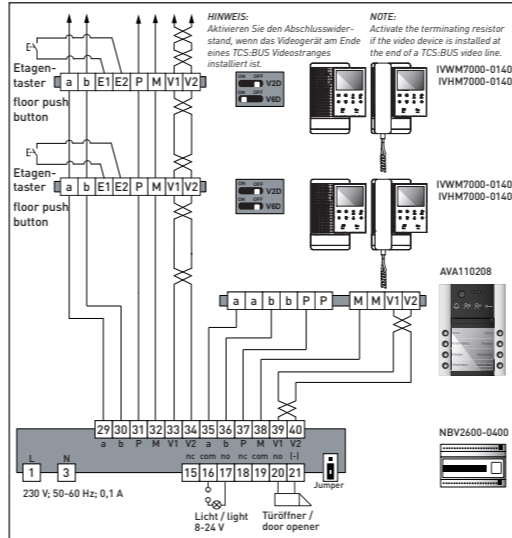 HINWEIS:
Aktivieren Sie den Abschlusswider-
stand, wenn das Videogerät am Ende
eines TCS:BUS Videostranges
installiert ist.
NOTE:
Activate the terminating resistor
if the video device is installed at
the end of a TCS:BUS video line.
Etagen-
taster
floor push
button
a b E1 E2 P M V1 V2
ON OFF
V2D
ON OFF
V6D
IVWM7000-0140
IVHM7000-0140
Etagen-
taster
floor push
button
a b E1 E2 P M V1 V2
ON OFF
V2D
ON OFF
V6D
IVWM7000-0140
IVHM7000-0140
a a b b P P M M V1 V2
AVA110208
29 30 31 32 33 34 35 36 37 38 39 40
a b P M V1 V2 a b P M V1 V2
nc com no nc com no (-)
L N
1 3 15 16 17 18 19 20 21
Jumper
230 V; 50-60 Hz; 0,1 A
Licht / light
8-24 V
Türöffner /
door opener
NBV2600-0400